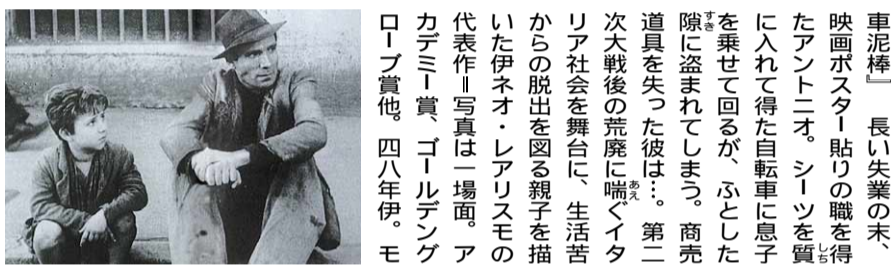 車泥棒』　長い失業の末、
映画ポスター貼りの職を得
たアントニオ。シーツを質しち
に入れて得た自転車に息子
を乗せて回るが、ふとした
隙すきに盗まれてしまう。商売
道具を失った彼は…。第二
次大戦後の荒廃に喘あえぐイタ
リア社会を舞台に、生活苦
からの脱出を図る親子を描
いた伊ネオ・レアリスモの
代表作＝写真は一場面。ア
カデミー賞、ゴールデング
ローブ賞他。四八年伊。モ